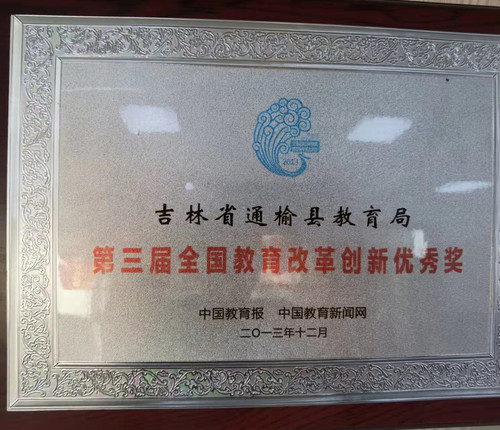 2013
吉林省通榆县教育局
第三届全国教育改革创新优秀奖
中国教育报 中国教育新闻网
二〇一三年十二月